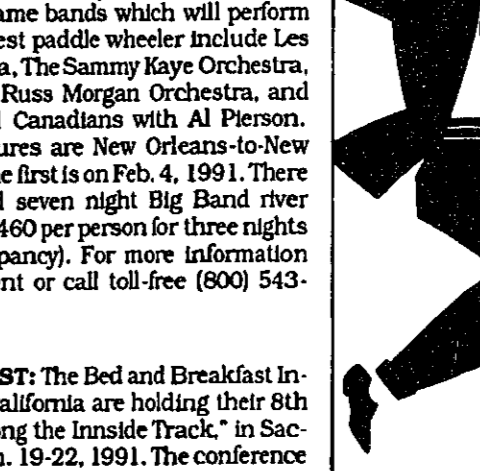 ame bands which will perform
est paddle wheeler include Les
a, The Sammy Kaye Orchestra,
Russ Morgan Orchestra, and
l Canadians with Al Pierson.
ures are New Orleans-to-New
e first is on Feb. 4, 1991. There
l seven night Big Band river
460 per person for three nights
pancy). For more information
nt or call toll-free (800) 543-
ST: The Bed and Breakfast In-
alifornia are holding their 8th
ong the Innside Track," in Sac-
n. 19-22, 1991. The conference